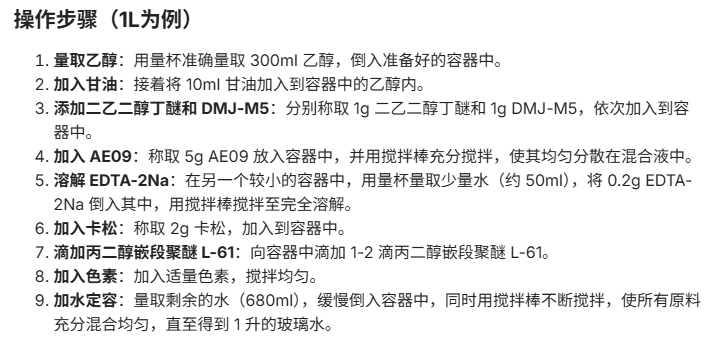 操作步骤（1L为例）
1. 量取乙醇：用量杯准确量取 300ml 乙醇，倒入准备好的容器中。
2. 加入甘油：接着将 10ml 甘油加入到容器中的乙醇内。
3. 添加二乙二醇丁醚和 DMJ-M5：分别称取 1g 二乙二醇丁醚和 1g DMJ-M5，依次加入到容
器中。
4. 加入 AE09：称取 5g AE09 放入容器中，并用搅拌棒充分搅拌，使其均匀分散在混合液中。
5. 溶解 EDTA-2Na：在另一个较小的容器中，用量杯量取少量水（约 50ml），将 0.2g EDTA-
2Na 倒入其中，用搅拌棒搅拌至完全溶解。
6. 加入卡松：称取 2g 卡松，加入到容器中。
7. 滴加丙二醇嵌段聚醚 L-61：向容器中滴加 1-2 滴丙二醇嵌段聚醚 L-61。
8. 加入色素：加入适量色素，搅拌均匀。
9. 加水定容：量取剩余的水（680ml），缓慢倒入容器中，同时用搅拌棒不断搅拌，使所有原料
充分混合均匀，直至得到 1 升的玻璃水。